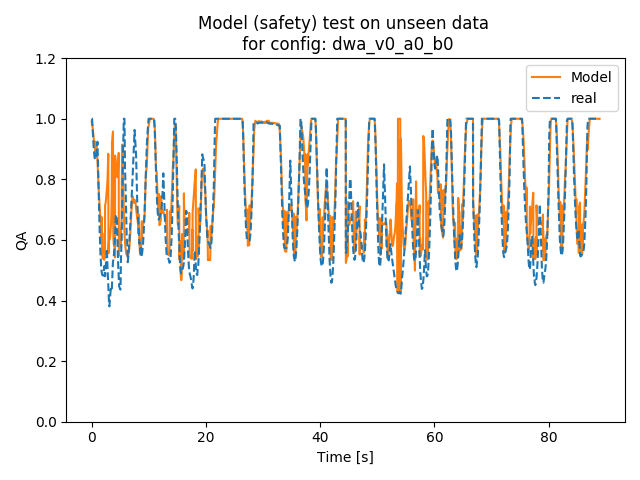 Model (safety) test on unseen data
for config: dwa_v0_a0_b0
1.2
1.0
0.8
0.6
0.4
0.2
0.0
QA
Model
real
0
20
40
60
80
Time [s]